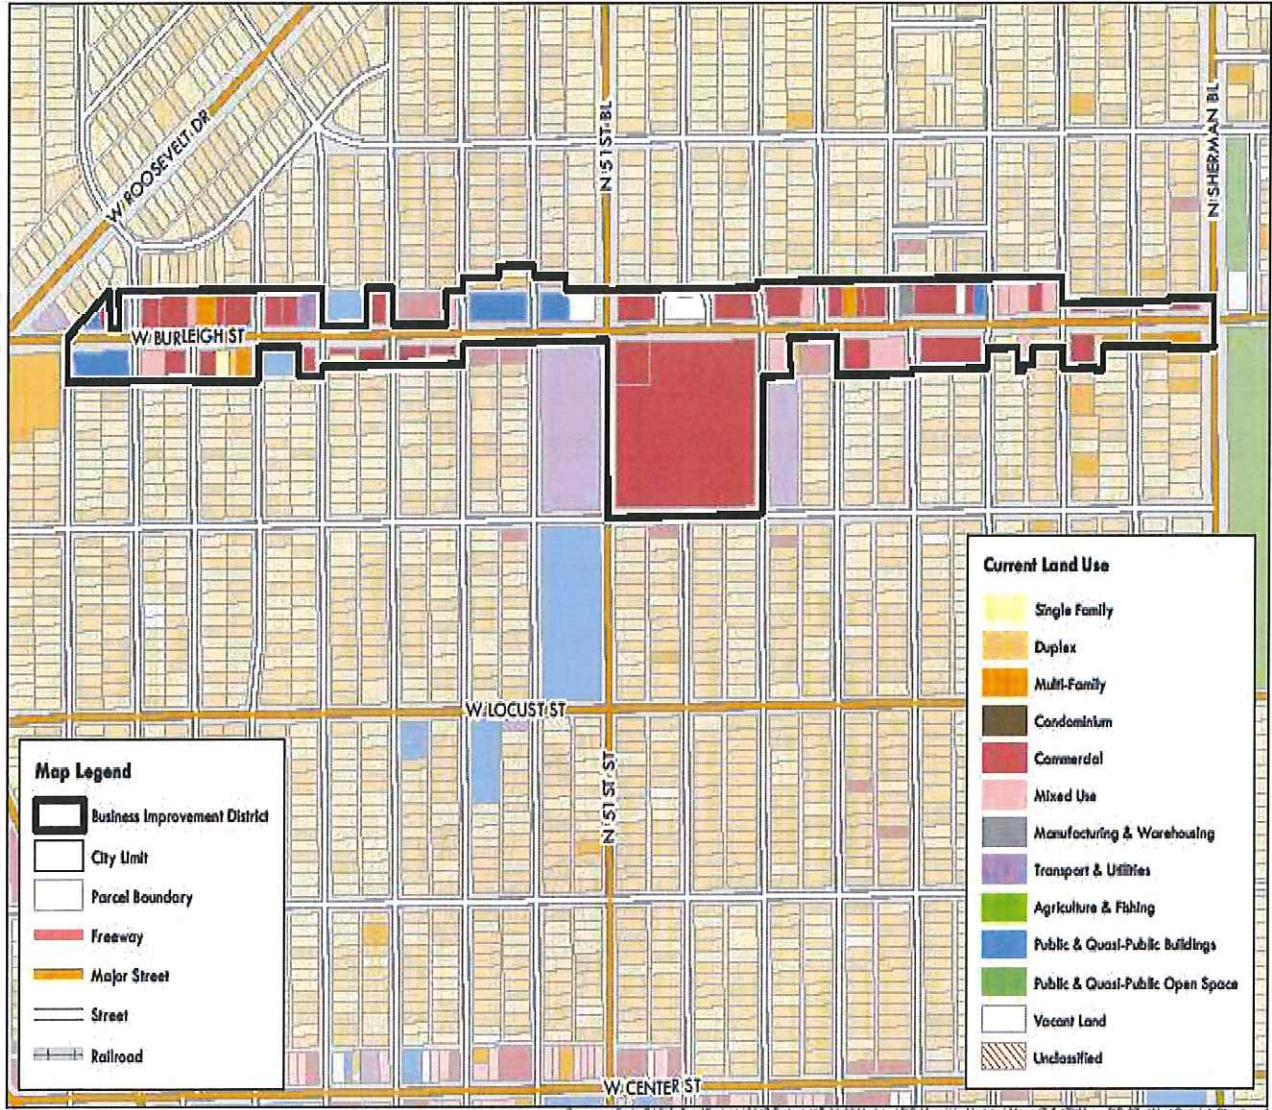 W ROOSEVELT DR
N 51ST BL
N SHERMAN BL
W BURLEIGH ST
W LOCUST ST
N 51 ST ST
W CENTER ST
Map Legend
Business Improvement District
City Limit
Parcel Boundary
Freeway
Major Street
Street
Railroad
Current Land Use
Single Family
Duplex
Multi-Family
Condominium
Commercial
Mixed Use
Manufacturing & Warehousing
Transport & Utilities
Agriculture & Fishing
Public & Quasi-Public Buildings
Public & Quasi-Public Open Space
Vacant Land
Unclassified